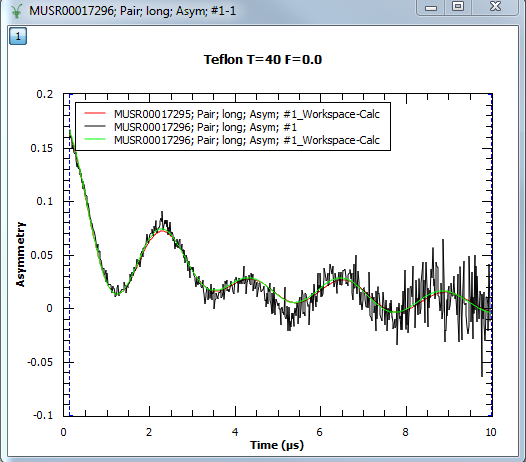 MUSR00017296; Pair; long; Asym; #1-1
1
Teflon T=40 F=0.0
MUSR00017295; Pair; long; Asym; #1_Workspace-Calc
MUSR00017296; Pair; long; Asym; #1
MUSR00017296; Pair; long; Asym; #1_Workspace-Calc
Asymmetry
0.2
0.15
0.1
0.05
0
-0.05
-0.1
0 2 4 6 8 10
Time (µs)